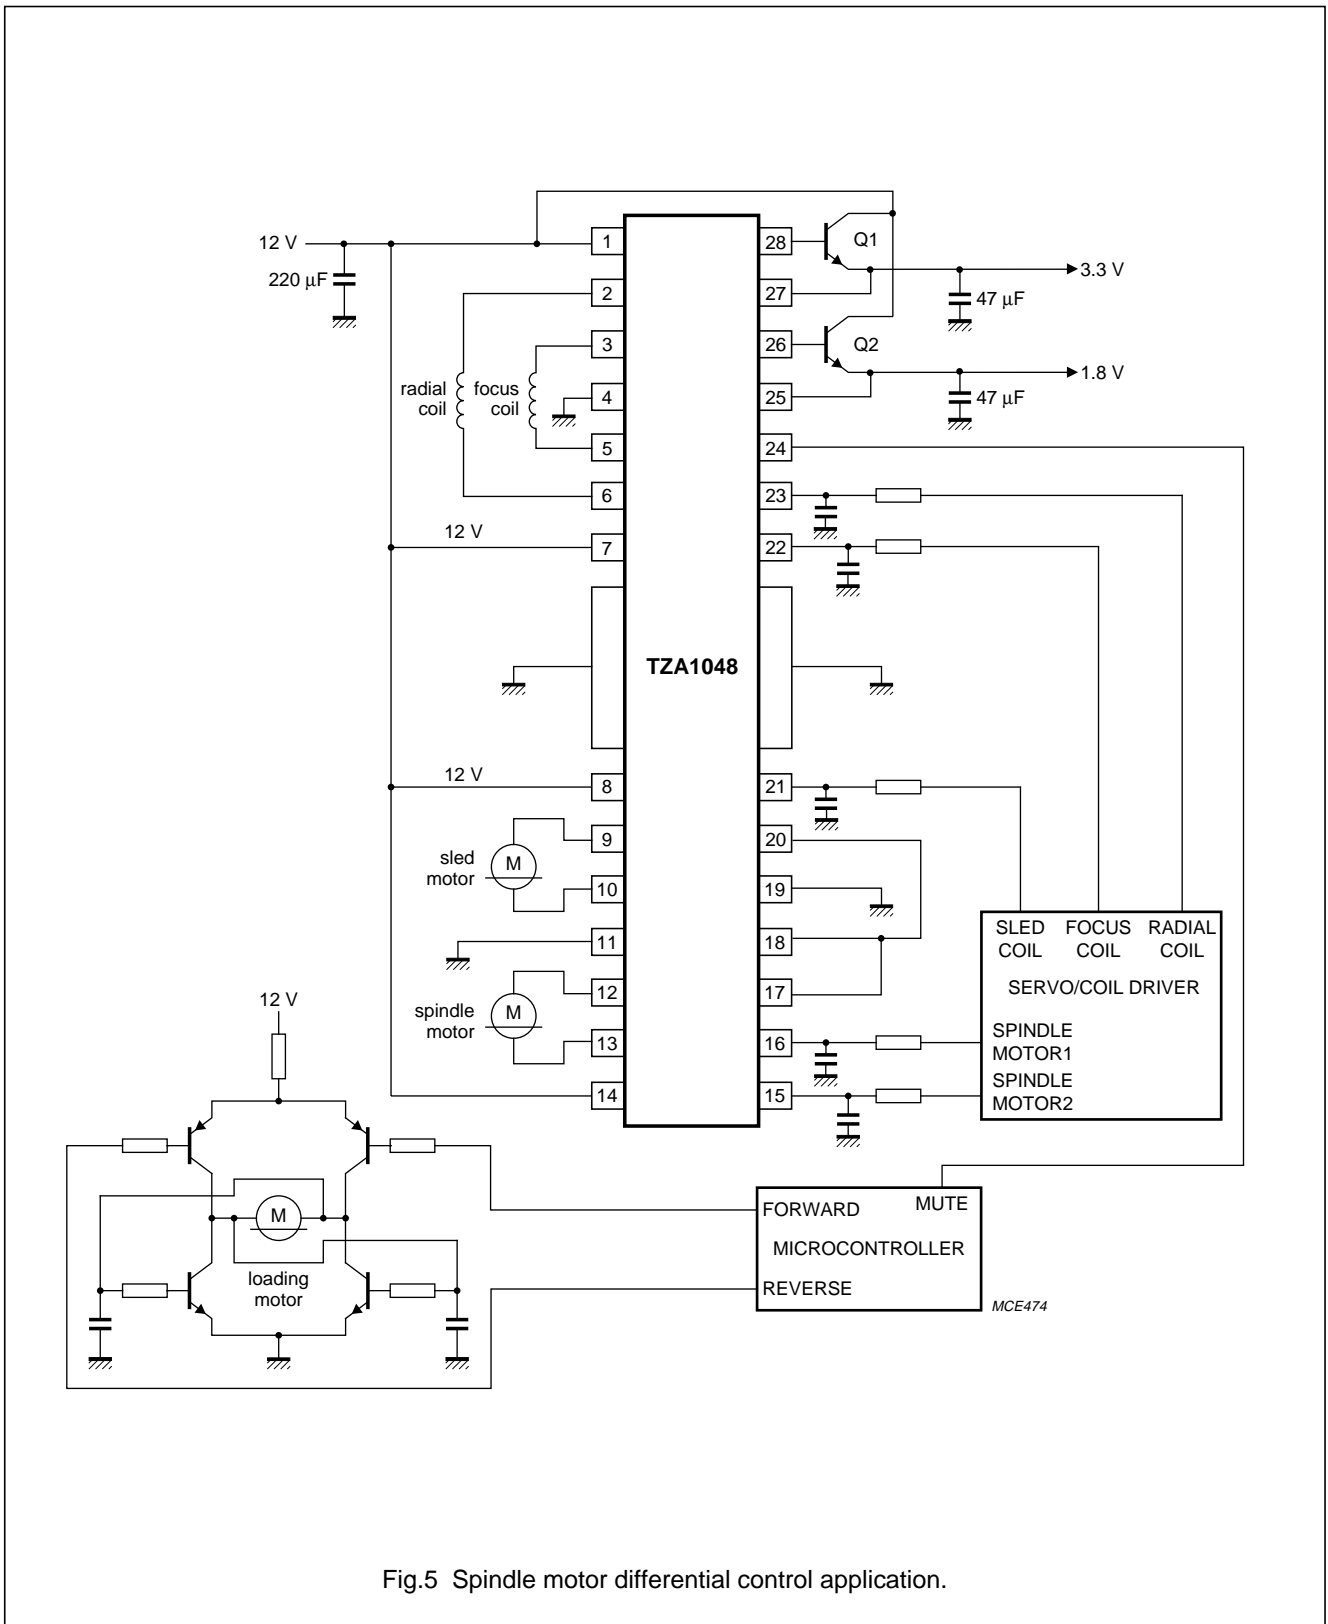 12 V
220 μF
1
2
3
4
5
6
7
8
9
10
11
12
13
14
28
27
26
25
24
23
22
21
20
19
18
17
16
15
Q1
3.3 V
47 μF
Q2
1.8 V
47 μF
radial
coil
focus
coil
12 V
TZA1048
12 V
sled
motor
M
spindle
motor
M
SLED
COIL
FOCUS
COIL
RADIAL
COIL
SERVO/COIL DRIVER
SPINDLE
MOTOR1
SPINDLE
MOTOR2
12 V
M
loading
motor
FORWARD
MUTE
MICROCONTROLLER
REVERSE
MCE474
Fig.5 Spindle motor differential control application.